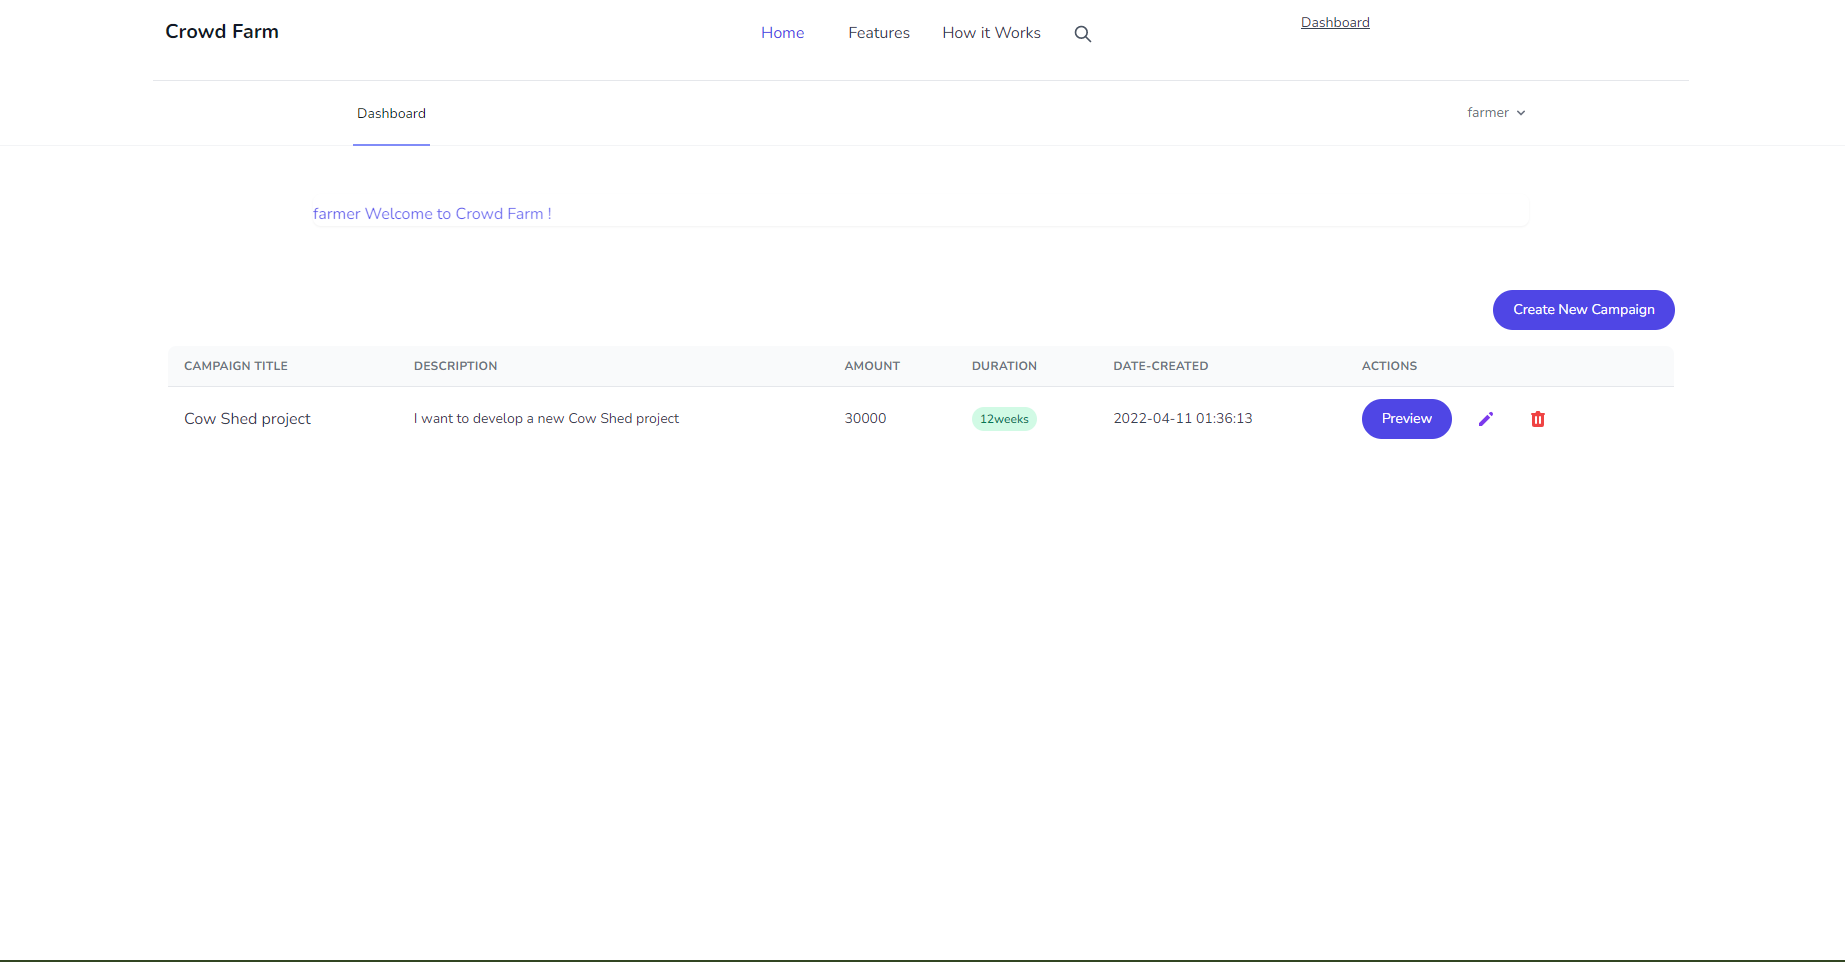 Crowd Farm
Home Features How it Works
Dashboard
Dashboard
farmer
farmer Welcome to Crowd Farm !
Create New Campaign
CAMPAIGN TITLE DESCRIPTION AMOUNT DURATION DATE-CREATED ACTIONS
Cow Shed project I want to develop a new Cow Shed project 30000 12weeks 2022-04-11 01:36:13 Preview